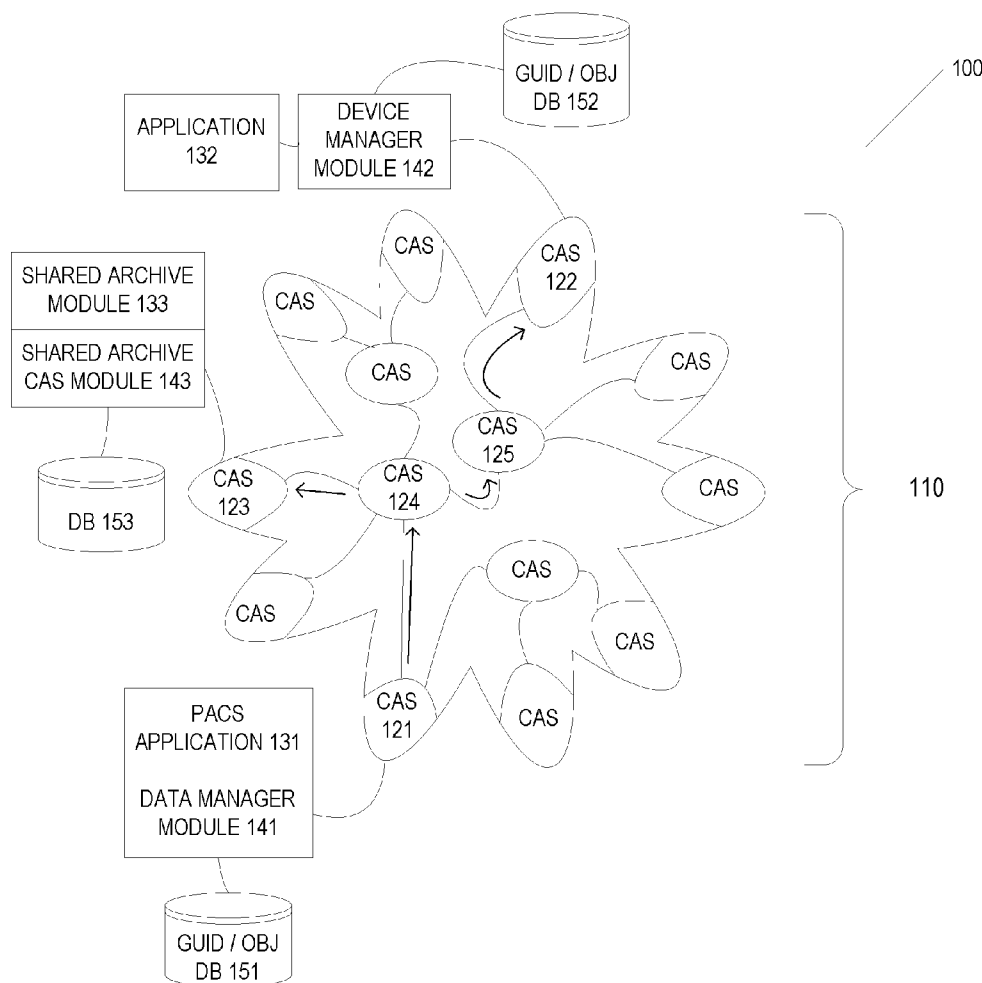 GUID / OBJ
DB 152
100
APPLICATION
132
DEVICE
MANAGER
MODULE 142
CAS
CAS
122
SHARED ARCHIVE
MODULE 133
CAS
SHARED ARCHIVE
CAS MODULE 143
CAS
CAS
CAS
125
CAS
123
CAS
124
CAS
110
DB 153
CAS
CAS
CAS
CAS
121
CAS
PACS
APPLICATION 131
DATA MANAGER
MODULE 141
GUID / OBJ
DB 151